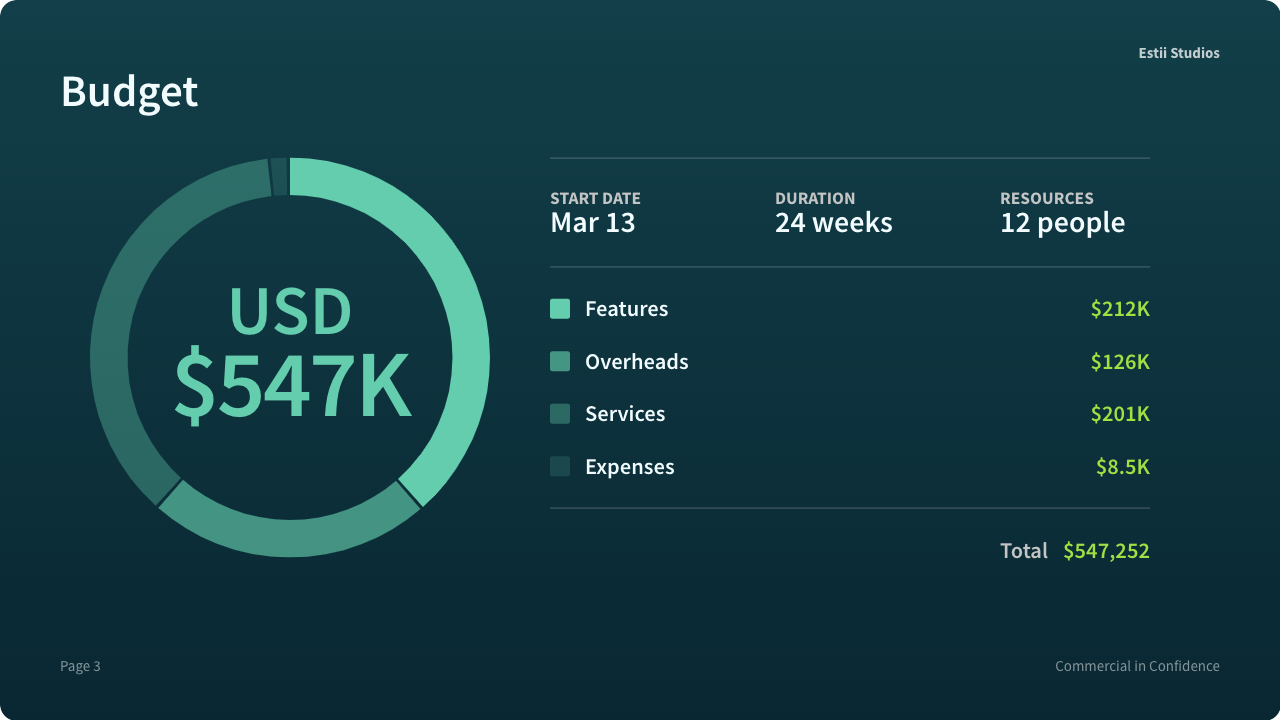 Estii Studios
Budget
USD
$547K
START DATE DURATION RESOURCES
Mar 13 24 weeks 12 people
Features $212K
Overheads $126K
Services $201K
Expenses $8.5K
Total $547,252
Page 3 Commercial in Confidence